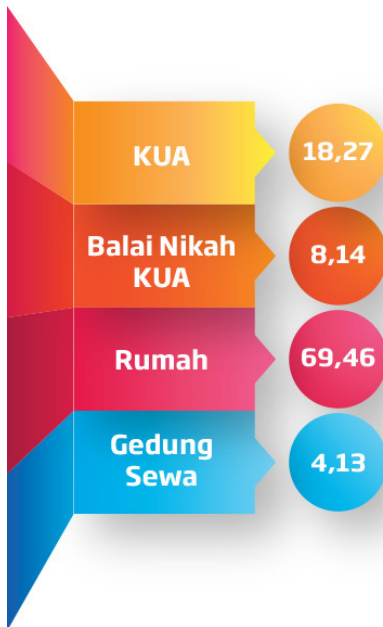 KUA
18,27
Balai Nikah
KUA
8,14
Rumah
69,46
Gedung
Sewa
4,13